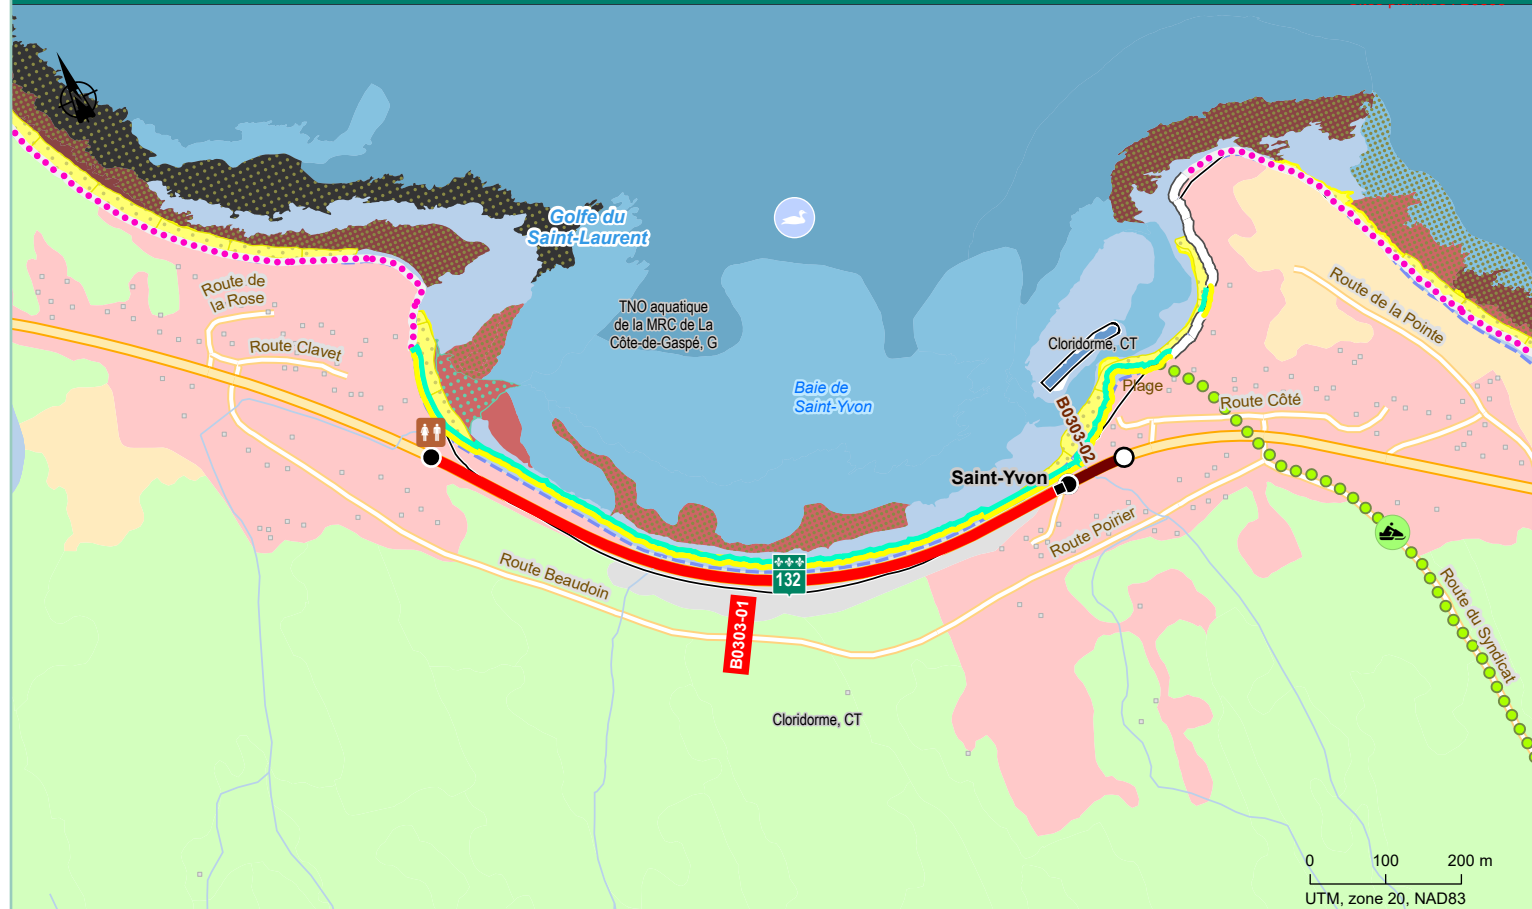 Golfe du
Saint-Laurent
TNO aquatique
de la MRC de La
Côte-de-Gaspé, G
Route de
la Rose
Route Clavet
Cloridorme, CT
Route de la Pointe
Baie de
Saint-Yvon
Plage
Route Côté
B0303-02
Saint-Yvon
Route Poirier
Route Beaudoin
132
B0303-01
Route du Syndicat
Cloridorme, CT
0 100 200 m
UTM, zone 20, NAD83